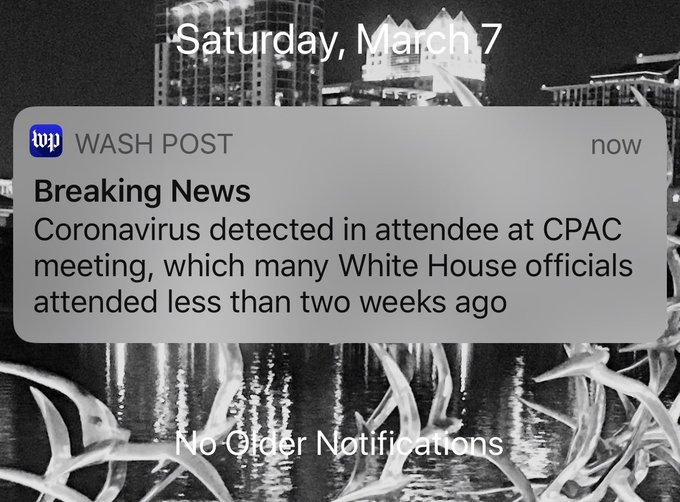 Saturday, March 7
wp WASH POST now
Breaking News
Coronavirus detected in attendee at CPAC
meeting, which many White House officials
attended less than two weeks ago
No Older Notifications